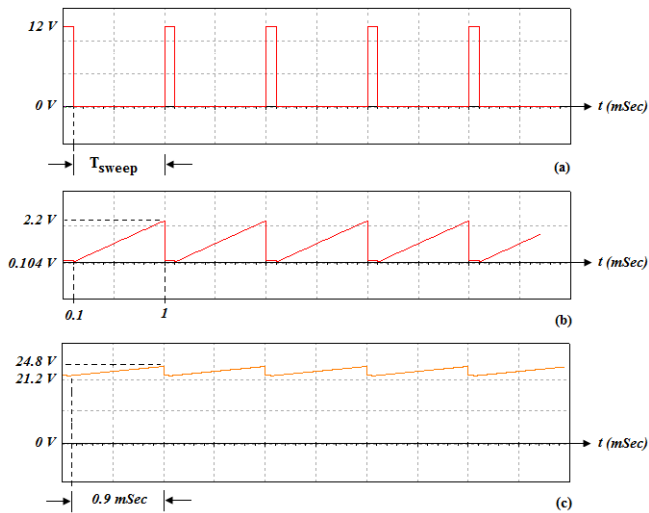 12 V
0 V
t (mSec)
T sweep
(a)
2.2 V
0.104 V
t (mSec)
0.1
1
(b)
24.8 V
21.2 V
0 V
t (mSec)
0.9 mSec
(c)